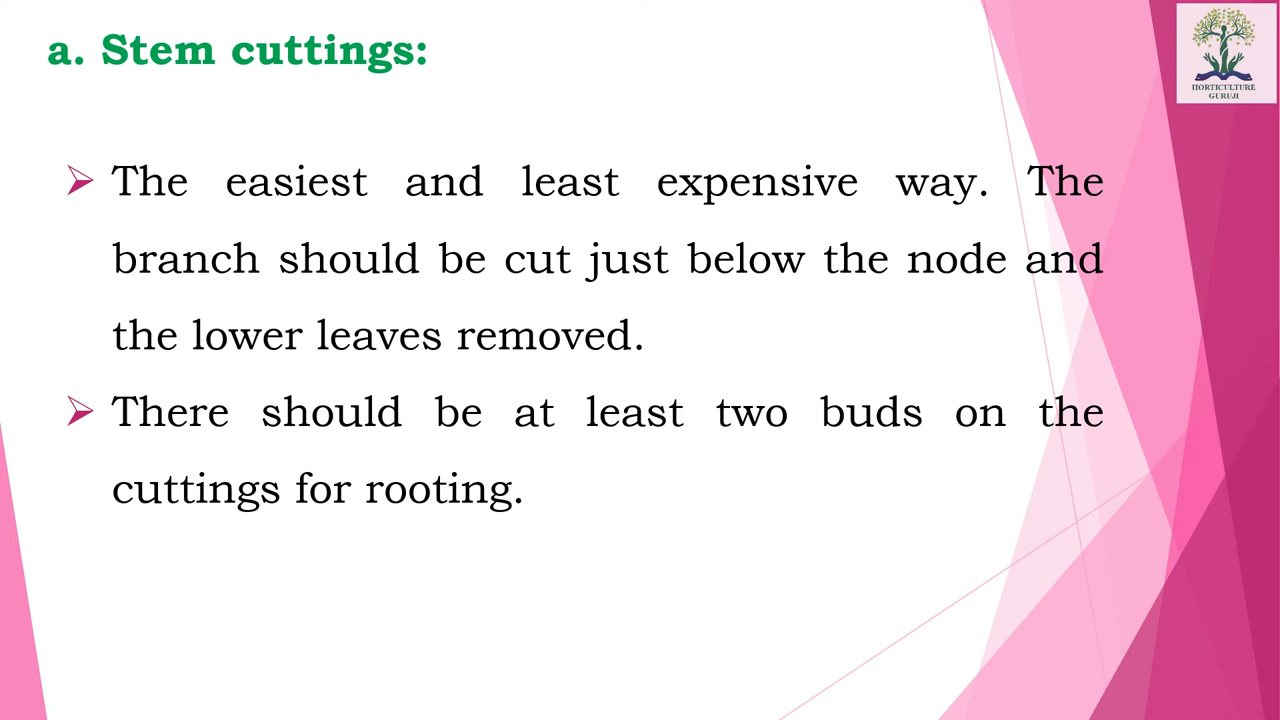 a. Stem cuttings:
HORTICULTURE
GURUJI
➢ The easiest and least expensive way. The
branch should be cut just below the node and
the lower leaves removed.
➢ There should be at least two buds on the
cuttings for rooting.